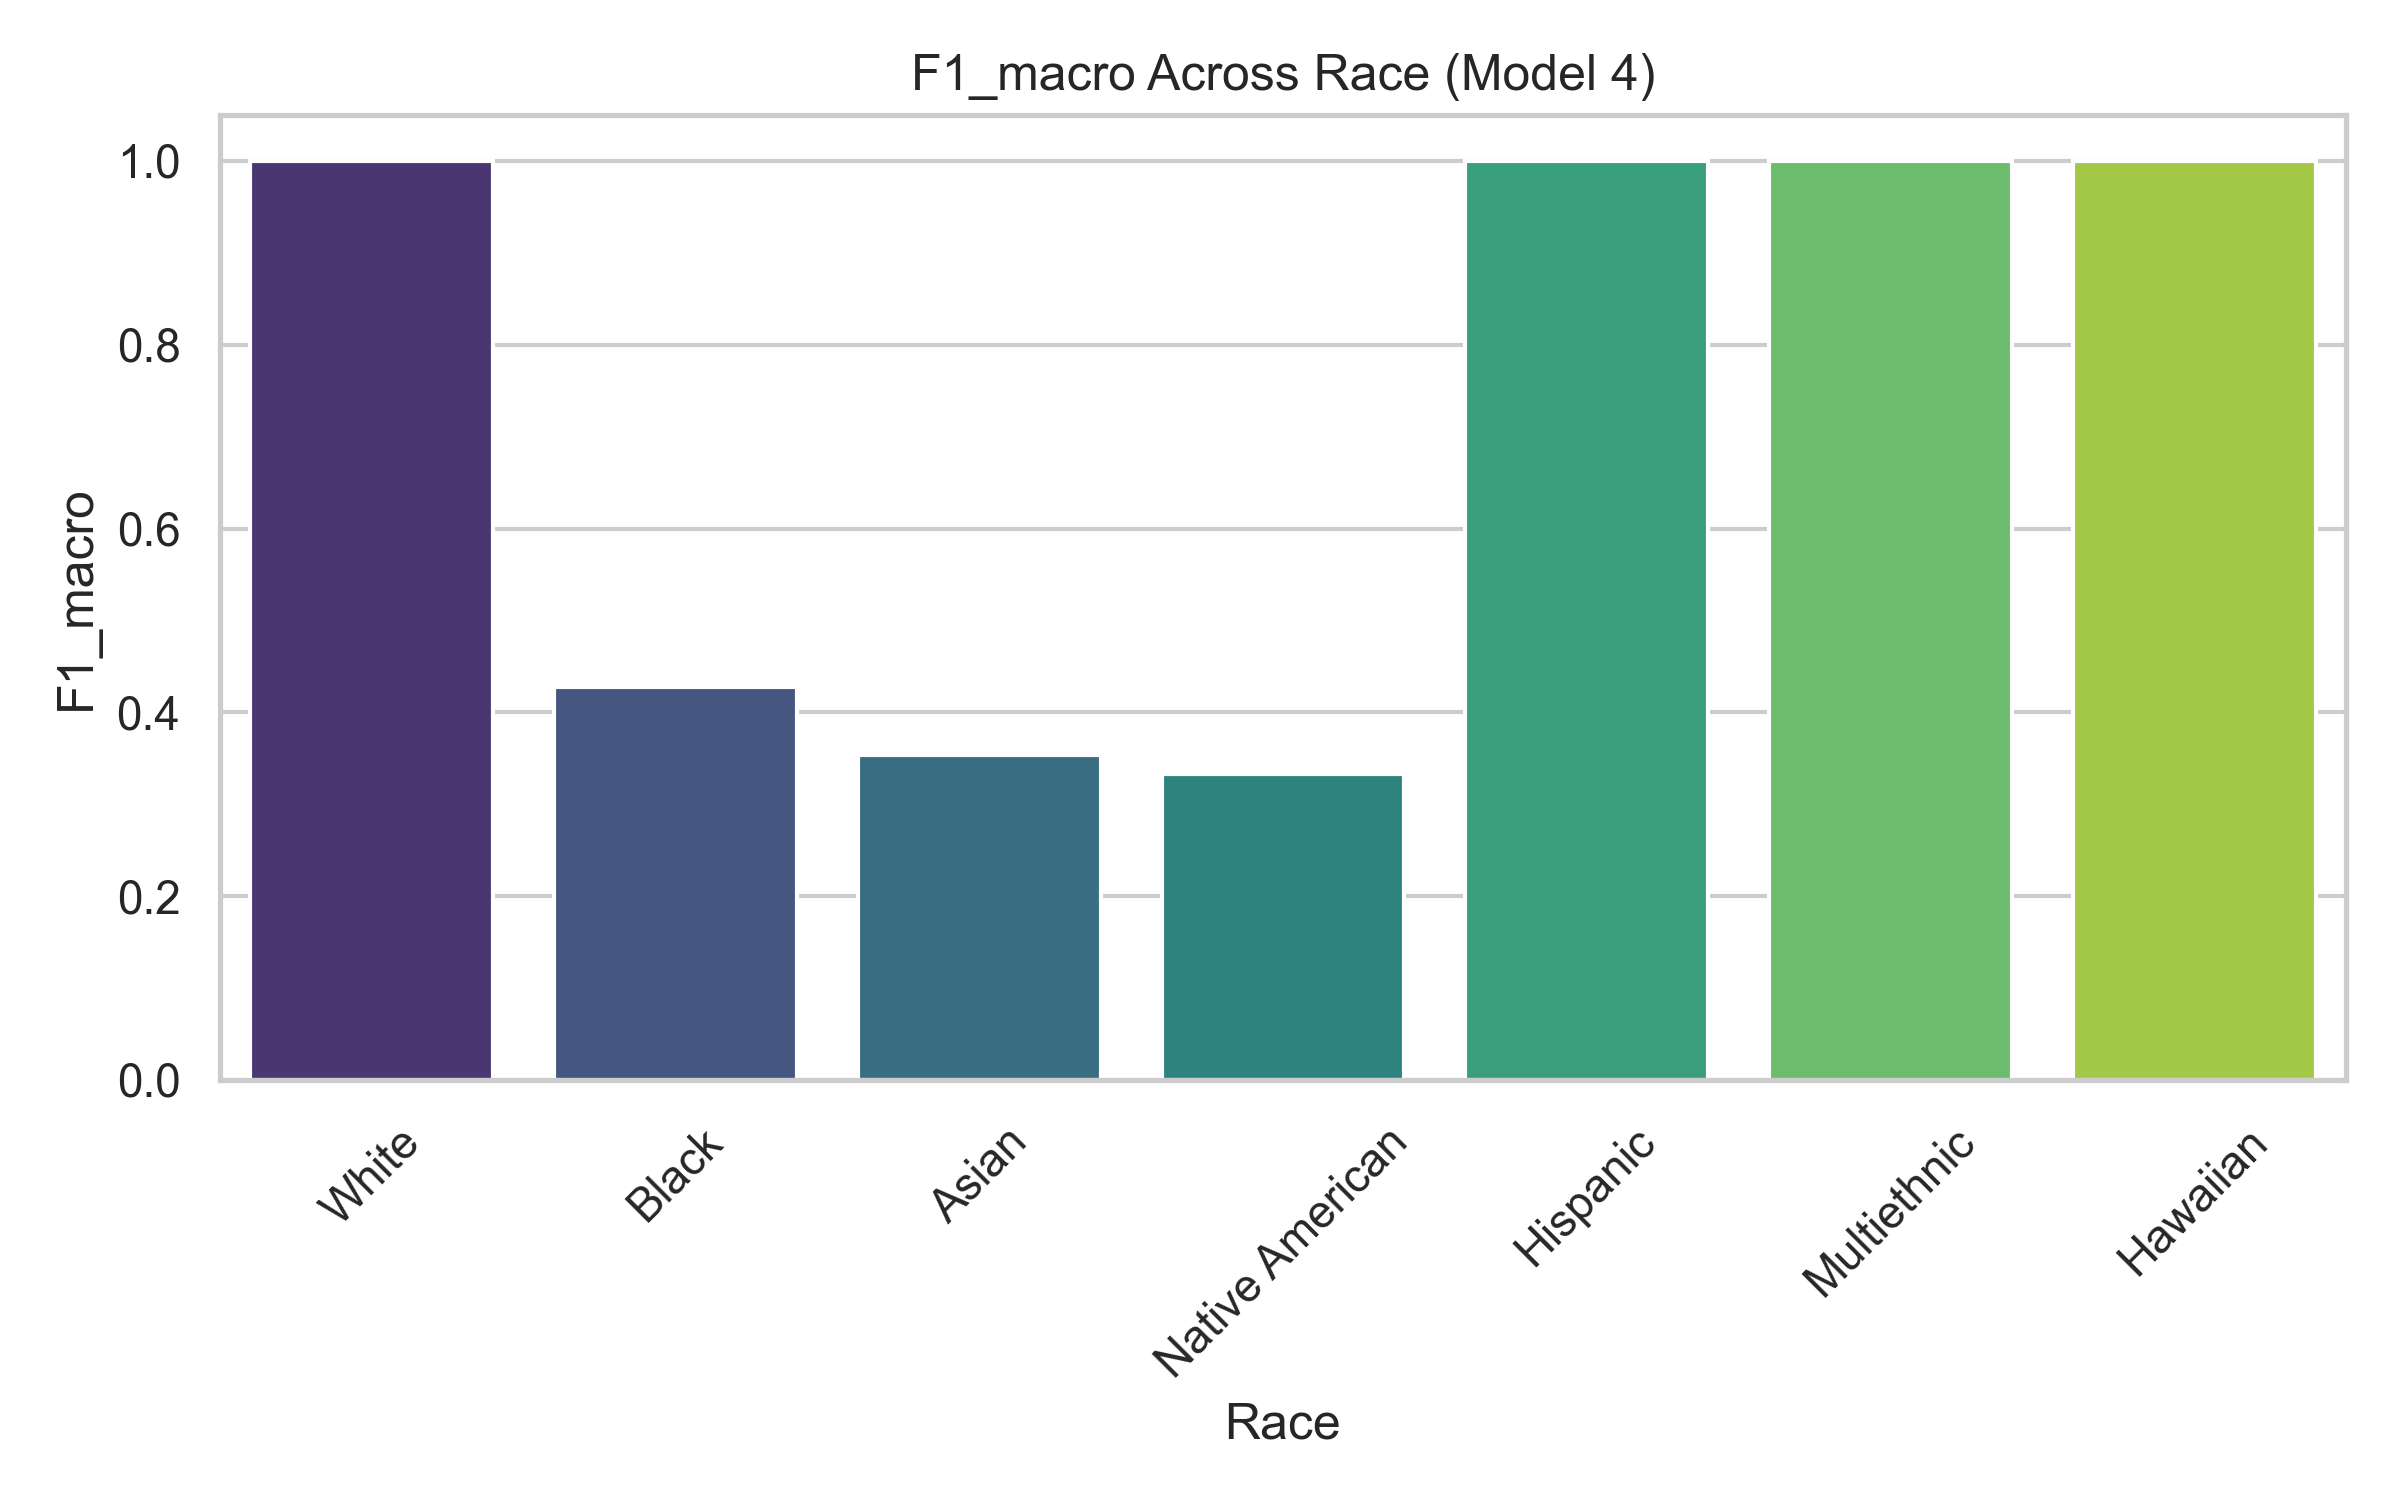 F1_macro Across Race (Model 4)
F1_macro
1.0
0.8
0.6
0.4
0.2
0.0
White
Black
Asian
Native American
Hispanic
Multiethnic
Hawaiian
Race